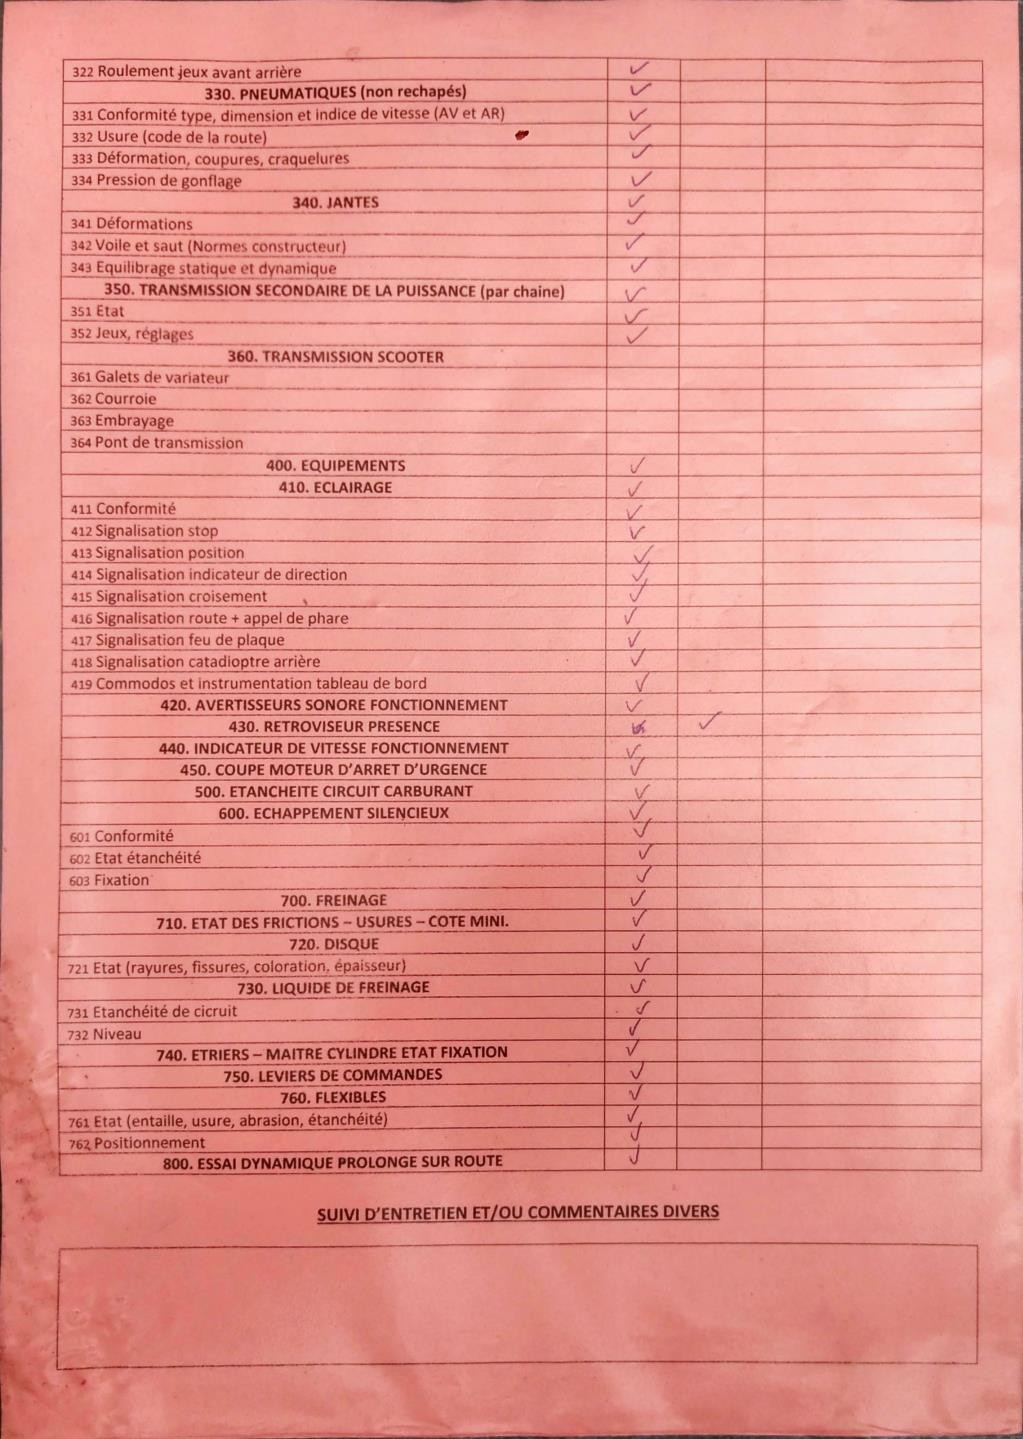 322 Roulement jeux avant arrière ✓
330. PNEUMATIQUES (non rechapés) ✓
331 Conformité type, dimension et indice de vitesse (AV et AR) ✓
332 Usure (code de la route) ✓
333 Déformation, coupures, craquelures ✓
334 Pression de gonflage ✓
340. JANTES ✓
341 Déformations ✓
342 Voile et saut (Normes constructeur) ✓
343 Equilibrage statique et dynamique ✓
350. TRANSMISSION SECONDAIRE DE LA PUISSANCE (par chaine) ✓
351 Etat ✓
352 Jeux, réglages ✓
360. TRANSMISSION SCOOTER
361 Galets de variateur
362 Courroie
363 Embrayage
364 Pont de transmission
400. EQUIPEMENTS ✓
410. ECLAIRAGE ✓
411 Conformité ✓
412 Signalisation stop ✓
413 Signalisation position ✓
414 Signalisation indicateur de direction ✓
415 Signalisation croisement ✓
416 Signalisation route + appel de phare ✓
417 Signalisation feu de plaque ✓
418 Signalisation catadioptre arrière ✓
419 Commodos et instrumentation tableau de bord ✓
420. AVERTISSEURS SONORE FONCTIONNEMENT ✓
430. RETROVISEUR PRESENCE ✓
440. INDICATEUR DE VITESSE FONCTIONNEMENT ✓
450. COUPE MOTEUR D'ARRET D'URGENCE ✓
500. ETANCHEITE CIRCUIT CARBURANT ✓
600. ECHAPPEMENT SILENCIEUX ✓
601 Conformité ✓
602 Etat étanchéité ✓
603 Fixation ✓
700. FREINAGE ✓
710. ETAT DES FRICTIONS – USURES – COTE MINI. ✓
720. DISQUE ✓
721 Etat (rayures, fissures, coloration, épaisseur) ✓
730. LIQUIDE DE FREINAGE ✓
731 Etanchéité de cicruit ✓
732 Niveau ✓
740. ETRIERS – MAITRE CYLINDRE ETAT FIXATION ✓
750. LEVIERS DE COMMANDES ✓
760. FLEXIBLES ✓
761 Etat (entaille, usure, abrasion, étanchéité) ✓
762 Positionnement ✓
800. ESSAI DYNAMIQUE PROLONGE SUR ROUTE ✓
SUIVI D'ENTRETIEN ET/OU COMMENTAIRES DIVERS